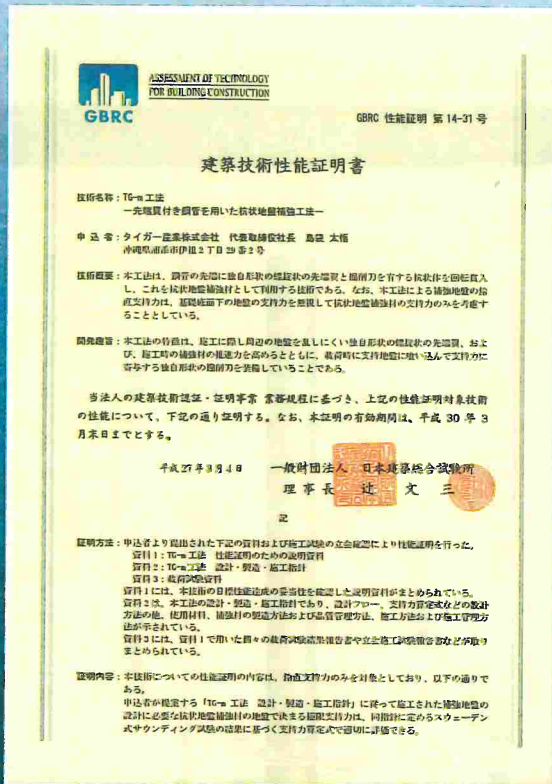 ASSESSMENT OF TECHNOLOGY
FOR BUILDING CONSTRUCTION
GBRC
GBRC 性能証明 第 14-31 号
建築技術性能証明書
技術名称：TG-m 工法
－先端翼付き鋼管を用いた杭状地盤補強工法－
申 込 者：タイガー産業株式会社 代表取締役社長 島袋 太
沖縄県浦添市伊祖 2 丁目 29 番 2 号
技術概要：本工法は、鋼管の先端に独自形状の螺旋状の先端翼と掘削刃を有する杭状体を回転貫入
し、これを杭状地盤補強材として利用する技術である。なお、本工法による補強地盤の鉛
直支持力は、基礎底面下の地盤の支持力を無視して杭状地盤補強材の支持力のみを考慮す
ることとしている。
開発趣旨：本工法の特徴は、施工に際し周辺の地盤を乱しにくい独自形状の螺旋状の先端翼、およ
び、施工時の補強材の推進力を高めるとともに、載荷時に支持地盤に喰い込んで支持力に
寄与する独自形状の掘削刃を装備していることである。
当法人の建築技術認証・証明事業 業務規程に基づき、上記の性能証明対象技術
の性能について、下記の通り証明する。なお、本証明の有効期間は、平成 30 年 3
月末日までとする。
平成 27 年 3 月 4 日
一般財団法人 日本建築総合試験所
理 事 長 辻 文 三
記
証明方法：申込者より提出された下記の資料および施工試験の立会確認により性能証明を行った。
資料 1：TG-m 工法 性能証明のための説明資料
資料 2：TG-m 工法 設計・製造・施工指針
資料 3：載荷試験資料
資料 1 には、本技術の目標性能達成の妥当性を確認した説明資料がまとめられている。
資料 2 は、本工法の設計・製造・施工指針であり、設計フロー、支持力算定式などの設計
方法の他、使用材料、補強材の製造方法および品質管理方法、施工方法および施工管理方
法が示されている。
資料 3 には、資料 1 で用いた個々の載荷試験結果報告書や立会施工試験報告書などが取り
まとめられている。
証明内容：本技術についての性能証明の内容は、鉛直支持力のみを対象としており、以下の通りで
ある。
申込者が提案する「TG-m 工法 設計・製造・施工指針」に従って施工された補強地盤の
設計に必要な杭状地盤補強材の地盤で決まる極限支持力は、同指針に定めるスウェーデン
式サウンディング試験の結果に基づく支持力算定式で適切に評価できる。